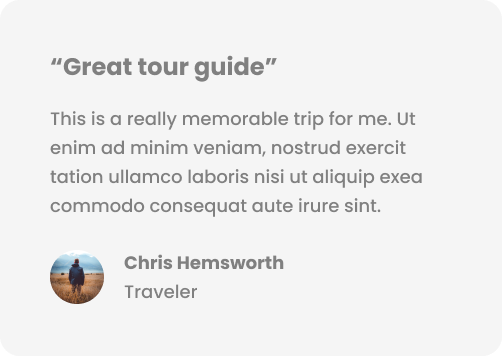 “Great tour guide”
This is a really memorable trip for me. Ut
enim ad minim veniam, nostrud exercit
tation ullamco laboris nisi ut aliquip exea
commodo consequat aute irure sint.
Chris Hemsworth
Traveler